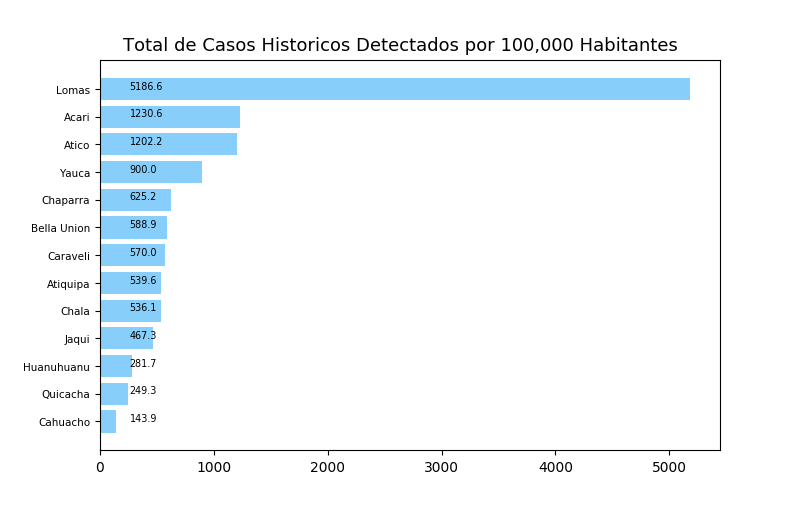 Total de Casos Historicos Detectados por 100,000 Habitantes
Lomas 5186.6
Acari 1230.6
Atico 1202.2
Yauca 900.0
Chaparra 625.2
Bella Union 588.9
Caraveli 570.0
Atiquipa 539.6
Chala 536.1
Jaqui 467.3
Huanuhuanu 281.7
Quicacha 249.3
Cahuacho 143.9
0 1000 2000 3000 4000 5000